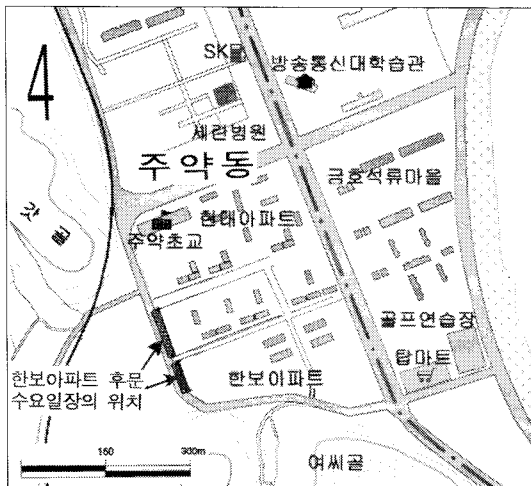 4
SK
방송통신대학습관
세란병원
주약동
금호석류마을
갓골
현대아파트
주약초교
골프연습장
탑마트
한보아파트 후문
수요일장의 위치
한보아파트
150 300m
여씨골